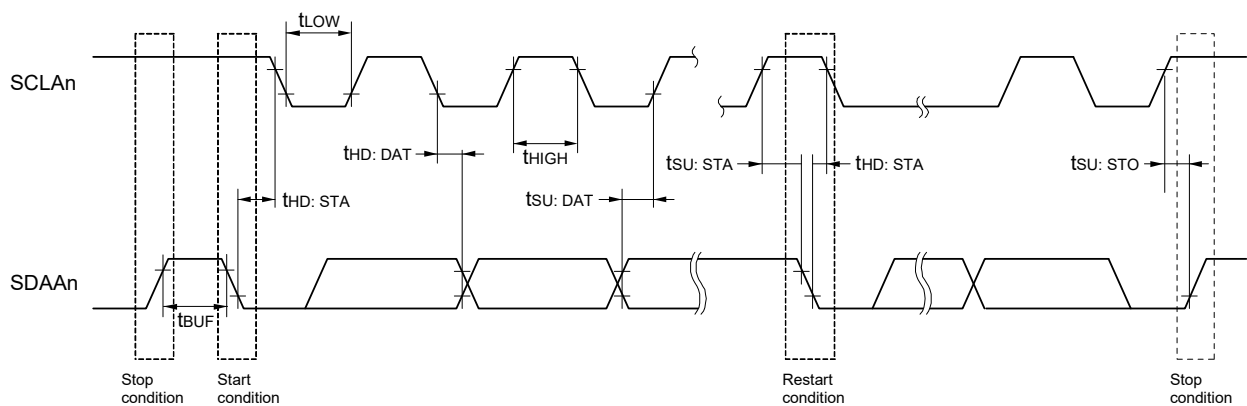 tLOW
SCLAn
tHD: DAT
tHIGH
tSU: STA
tHD: STA
tSU: STO
tHD: STA
tSU: DAT
SDAAn
tBUF
Stop
condition
Start
condition
Restart
condition
Stop
condition